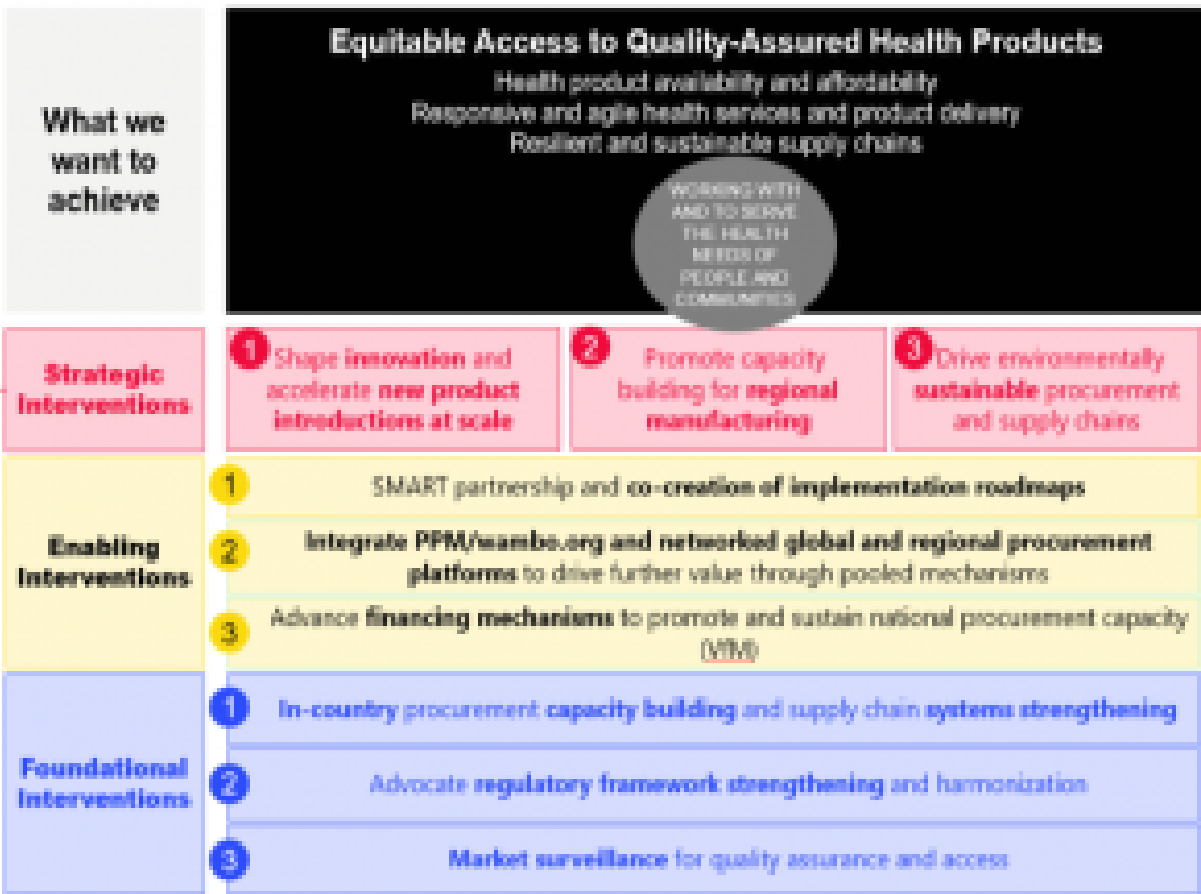 What we
want to
achieve
Equitable Access to Quality-Assured Health Products
Health product availability and affordability
Responsive and agile health services and product delivery
Resilient and sustainable supply chains
WORKING WITH
AND TO SERVE
THE HEALTH
NEEDS OF
PEOPLE AND
COMMUNITIES
Strategic
Interventions
1
Shape innovation and
accelerate new product
introductions at scale
2
Promote capacity
building for regional
manufacturing
3
Drive environmentally
sustainable procurement
and supply chains
Enabling
Interventions
1
SMART partnership and co-creation of implementation roadmaps
2
Integrate PPM/wambo.org and networked global and regional procurement
platforms to drive further value through pooled mechanisms
3
Advance financing mechanisms to promote and sustain national procurement capacity
(VfM)
Foundational
Interventions
1
In-country procurement capacity building and supply chain systems strengthening
2
Advocate regulatory framework strengthening and harmonization
3
Market surveillance for quality assurance and access